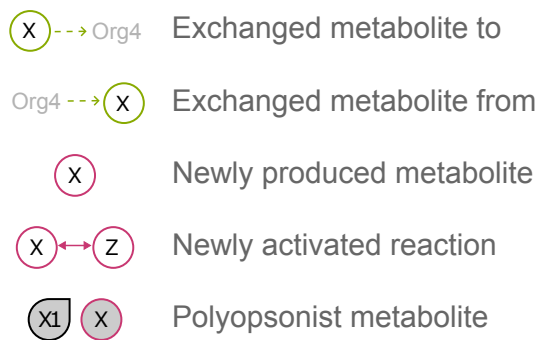 X Org4 Exchanged metabolite to
Org4 X Exchanged metabolite from
X Newly produced metabolite
X Z Newly activated reaction
X1 X Polyopsonist metabolite